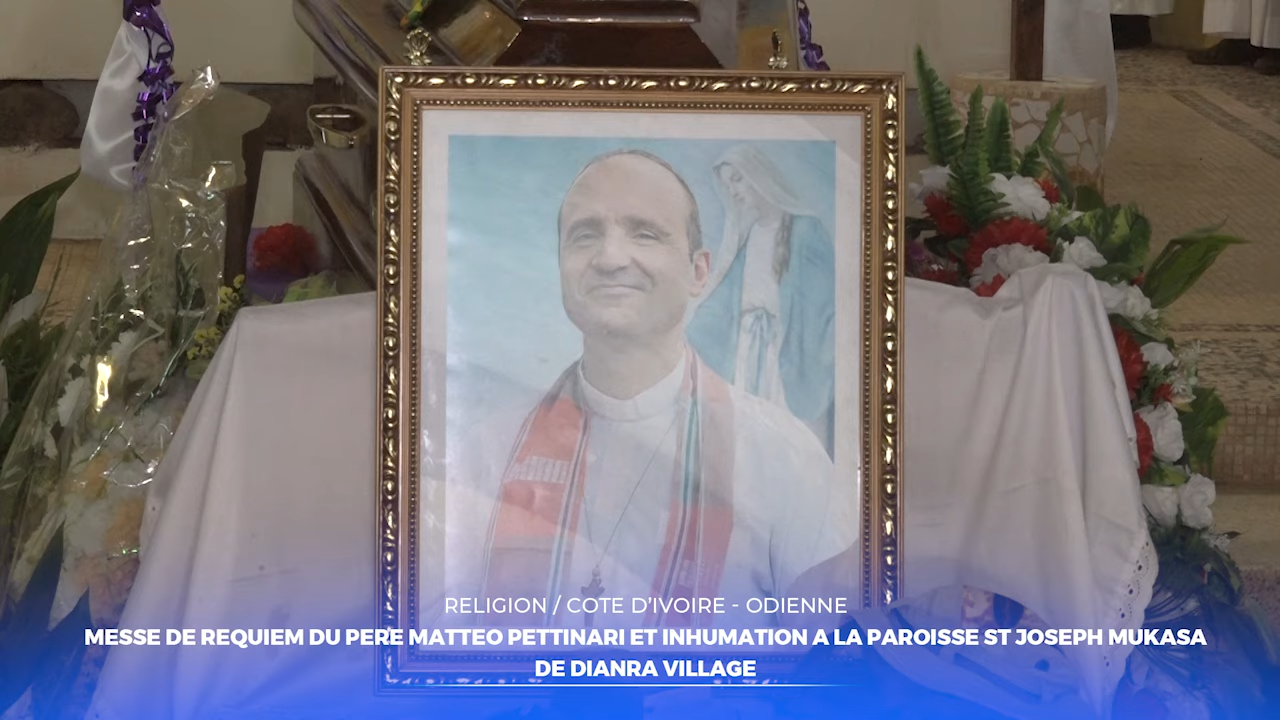 RELIGION / COTE D'IVOIRE - ODIENNE
MESSE DE REQUIEM DU PERE MATTEO PETTINARI ET INHUMATION A LA PAROISSE ST JOSEPH MUKASA
DE DIANRA VILLAGE